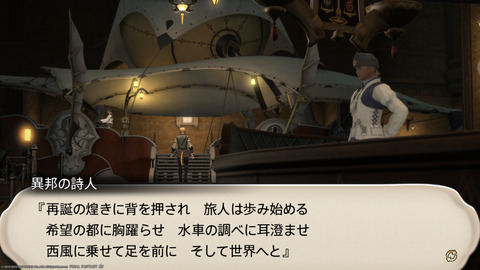 異邦の詩人
『再誕の煌きに背を押され　旅人は歩み始める
希望の都に胸躍らせ　水車の調べに耳澄ませ
西風に乗せて足を前に　そして世界へと』